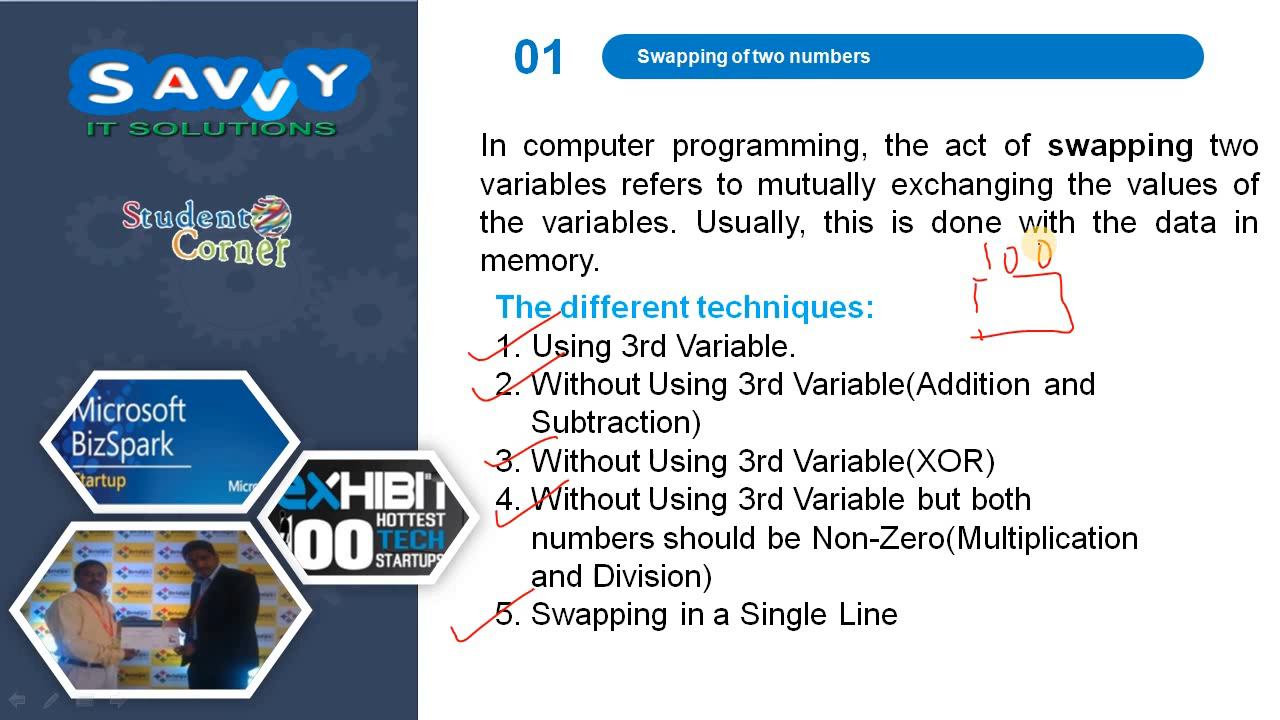 SAVVY
IT SOLUTIONS
Student
Corner
Microsoft
BizSpark
Startup
Micros
eXHIBIT
100
HOTTEST
TECH
STARTUPS
01
Swapping of two numbers
In computer programming, the act of swapping two
variables refers to mutually exchanging the values of
the variables. Usually, this is done with the data in
memory.
100
The different techniques:
1. Using 3rd Variable.
2. Without Using 3rd Variable(Addition and
Subtraction)
3. Without Using 3rd Variable(XOR)
4. Without Using 3rd Variable but both
numbers should be Non-Zero(Multiplication
and Division)
5. Swapping in a Single Line